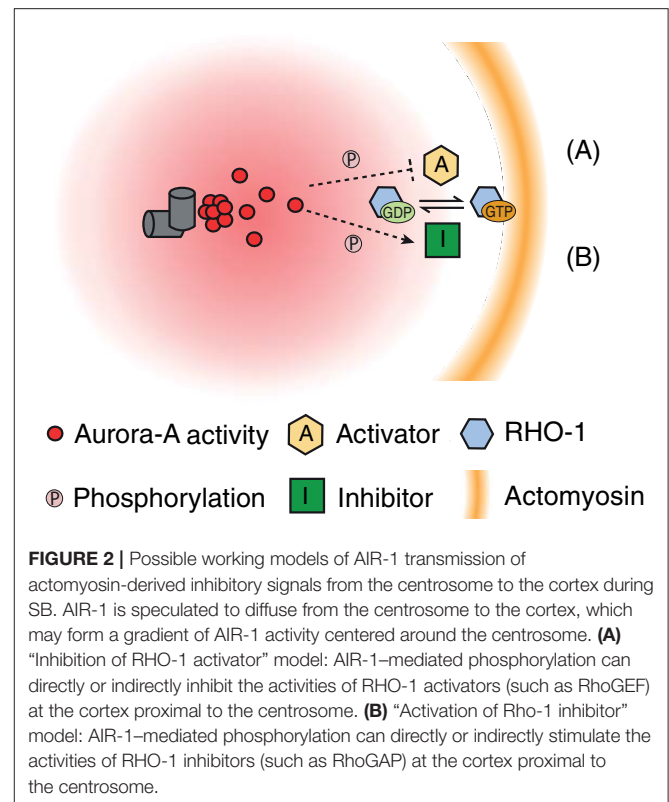 (A)
P
A
GDP
GTP
I
P
(B)
Aurora-A activity
A
Activator
RHO-1
P
Phosphorylation
I
Inhibitor
Actomyosin
FIGURE 2 | Possible working models of AIR-1 transmission of
actomyosin-derived inhibitory signals from the centrosome to the cortex during
SB. AIR-1 is speculated to diffuse from the centrosome to the cortex, which
may form a gradient of AIR-1 activity centered around the centrosome. (A)
“Inhibition of RHO-1 activator” model: AIR-1–mediated phosphorylation can
directly or indirectly inhibit the activities of RHO-1 activators (such as RhoGEF)
at the cortex proximal to the centrosome. (B) “Activation of Rho-1 inhibitor”
model: AIR-1–mediated phosphorylation can directly or indirectly stimulate the
activities of RHO-1 inhibitors (such as RhoGAP) at the cortex proximal to
the centrosome.